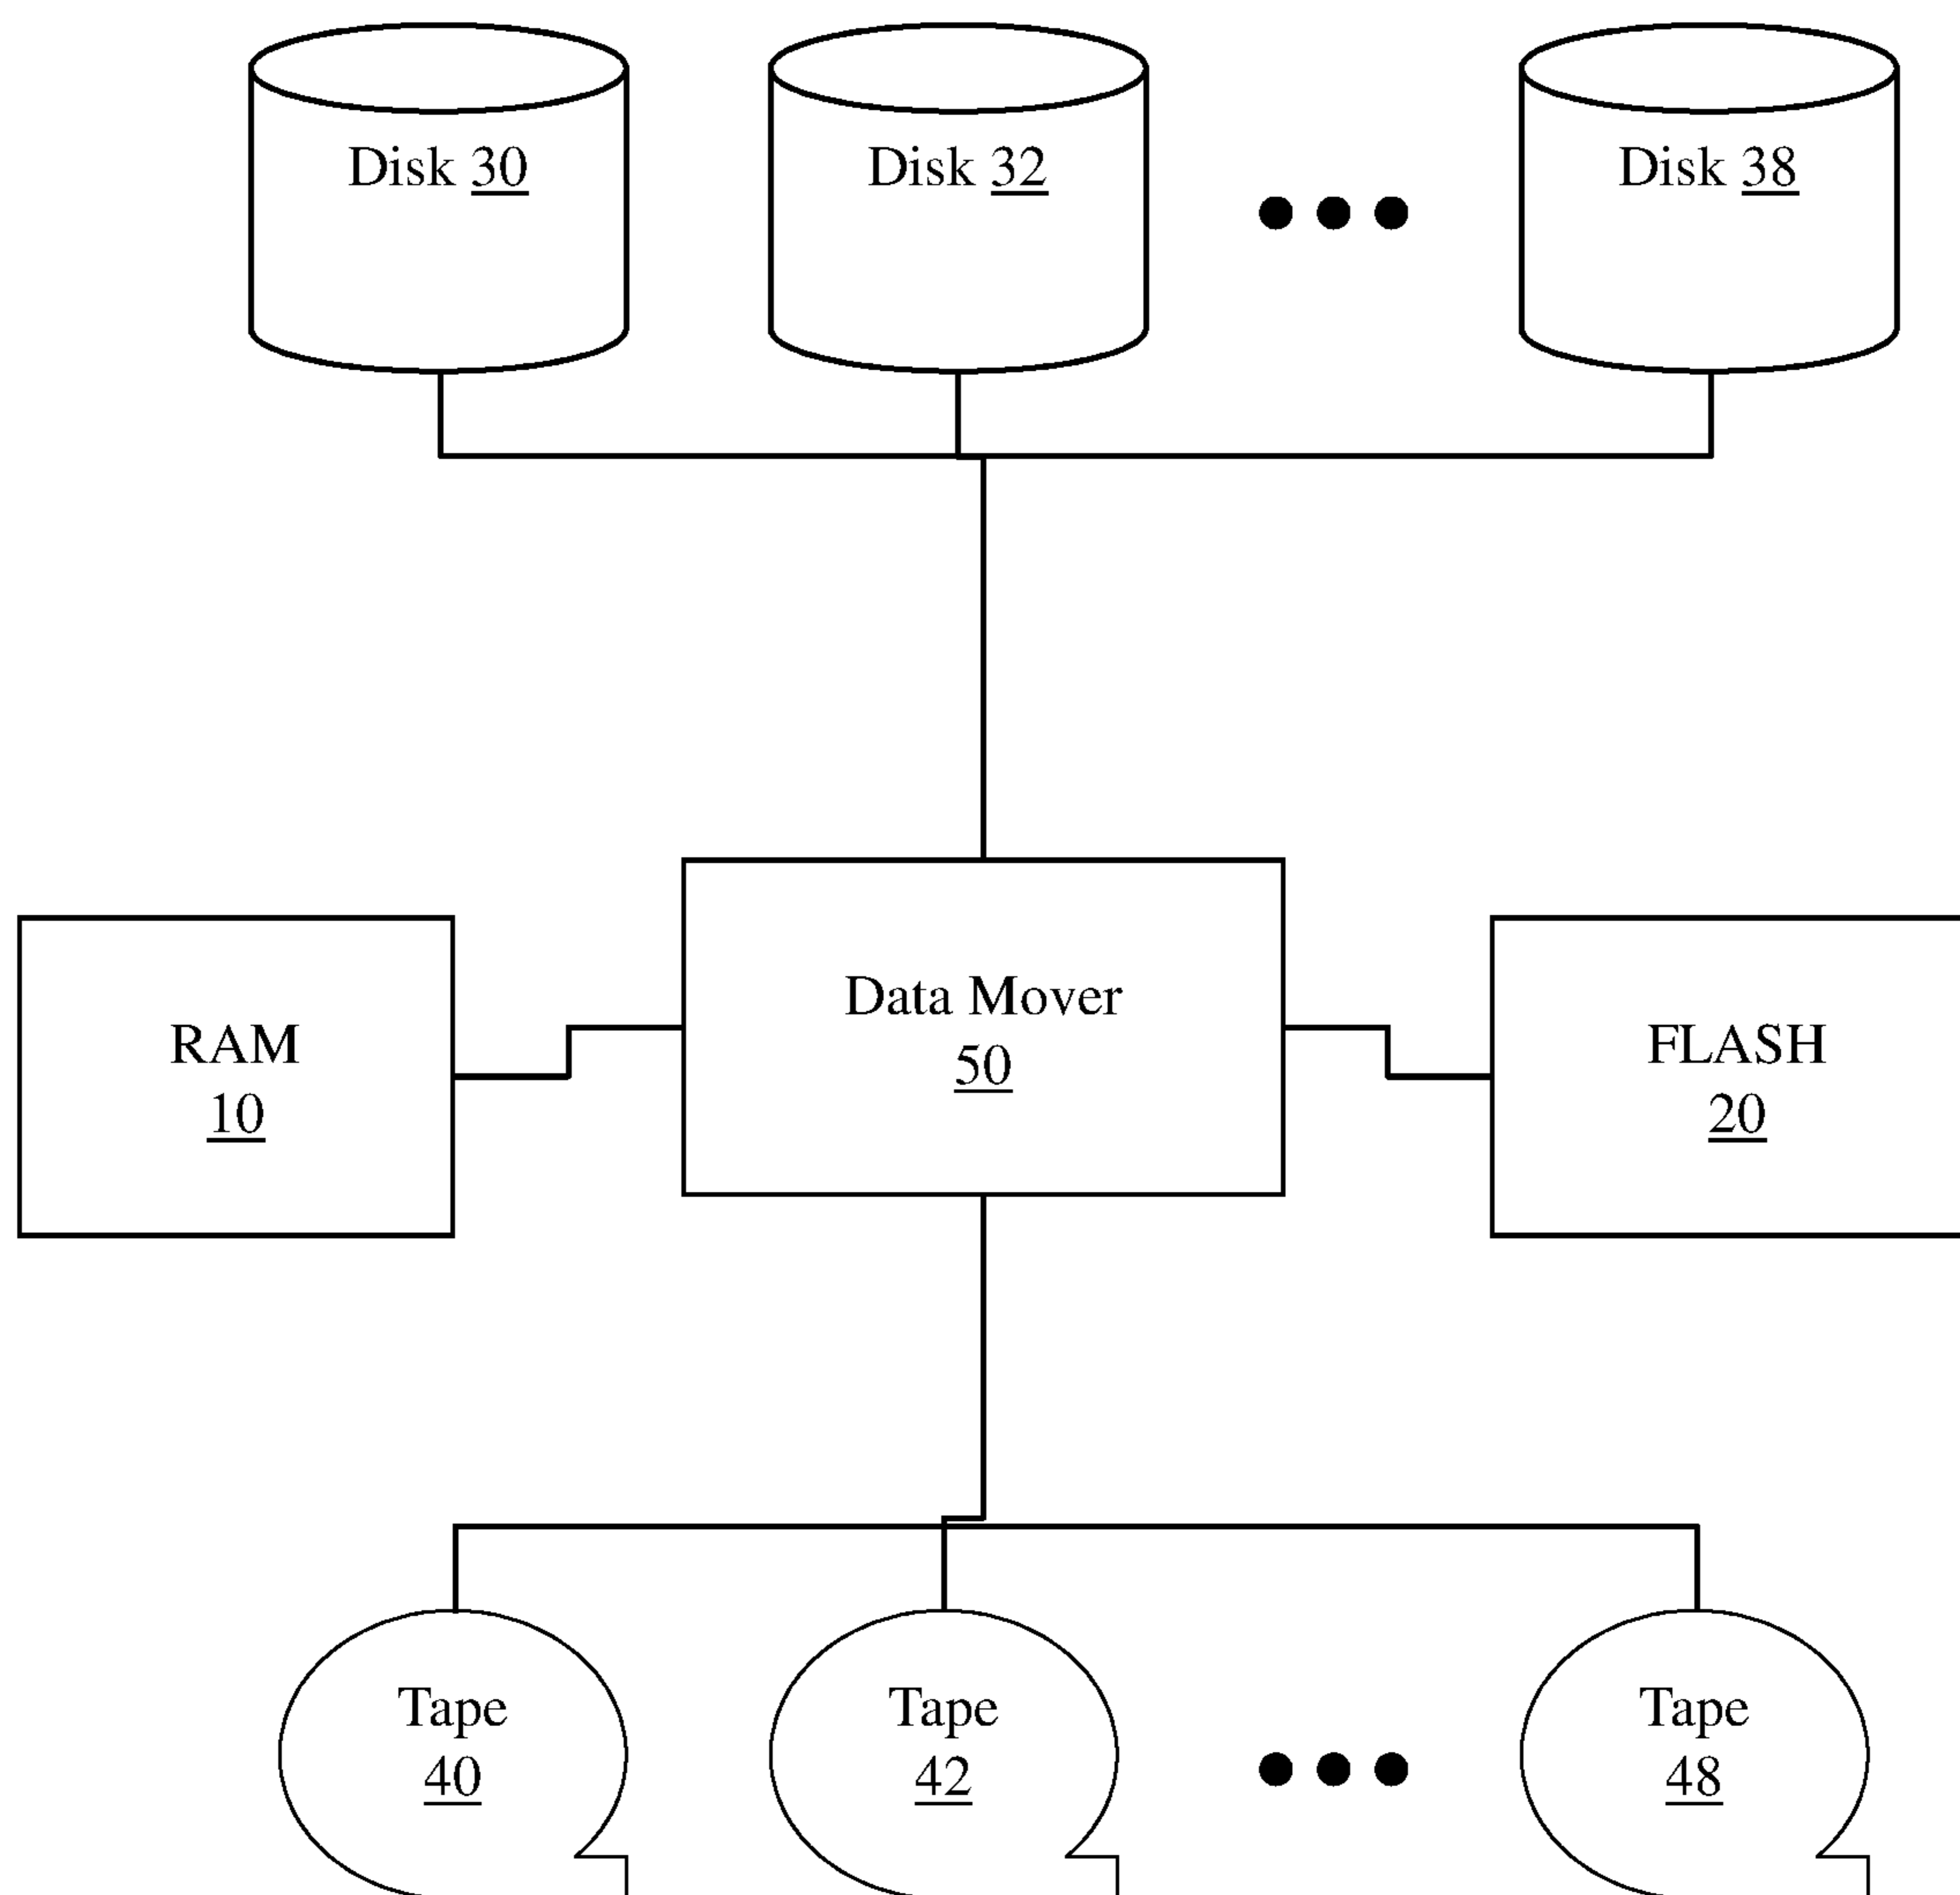 Disk 30
Disk 32
Disk 38
Data Mover
50
RAM
10
FLASH
20
Tape
40
Tape
42
Tape
48